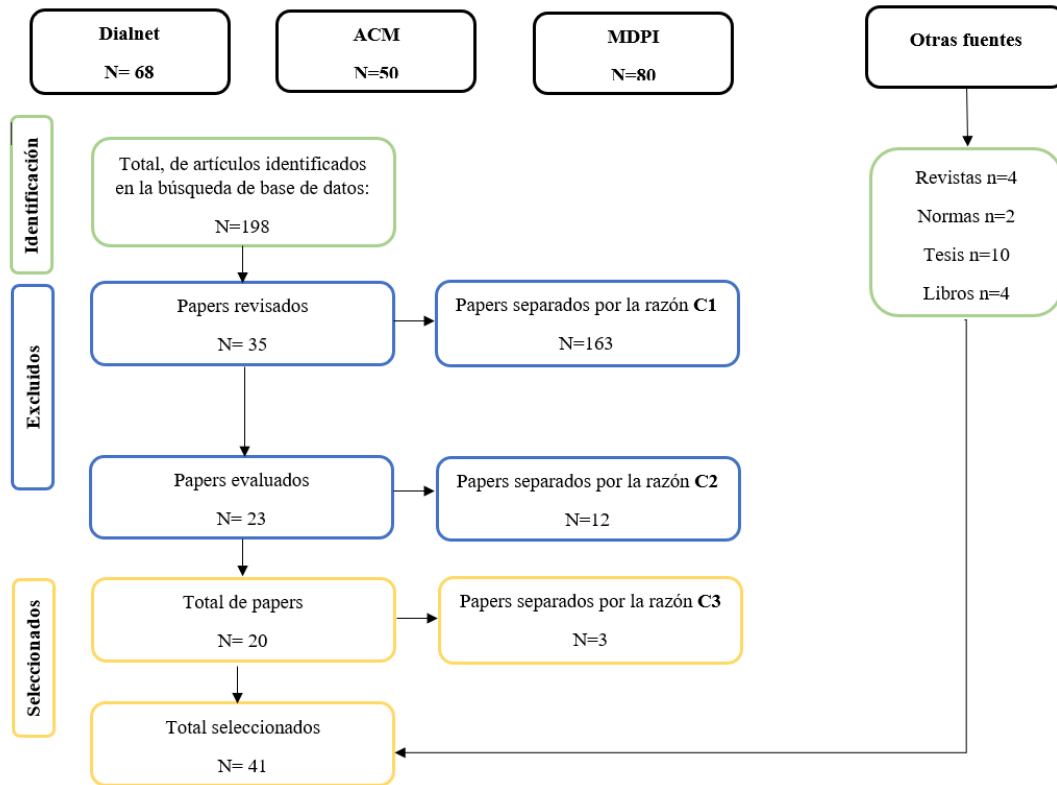 Dialnet
N= 68
ACM
N=50
MDPI
N=80
Otras fuentes
Identificación
Total, de artículos identificados
en la búsqueda de base de datos:
N=198
Revistas n=4
Normas n=2
Tesis n=10
Libros n=4
Excluidos
Papers revisados
N= 35
Papers separados por la razón C1
N=163
Papers evaluados
N= 23
Papers separados por la razón C2
N=12
Seleccionados
Total de papers
N= 20
Papers separados por la razón C3
N=3
Total seleccionados
N= 41